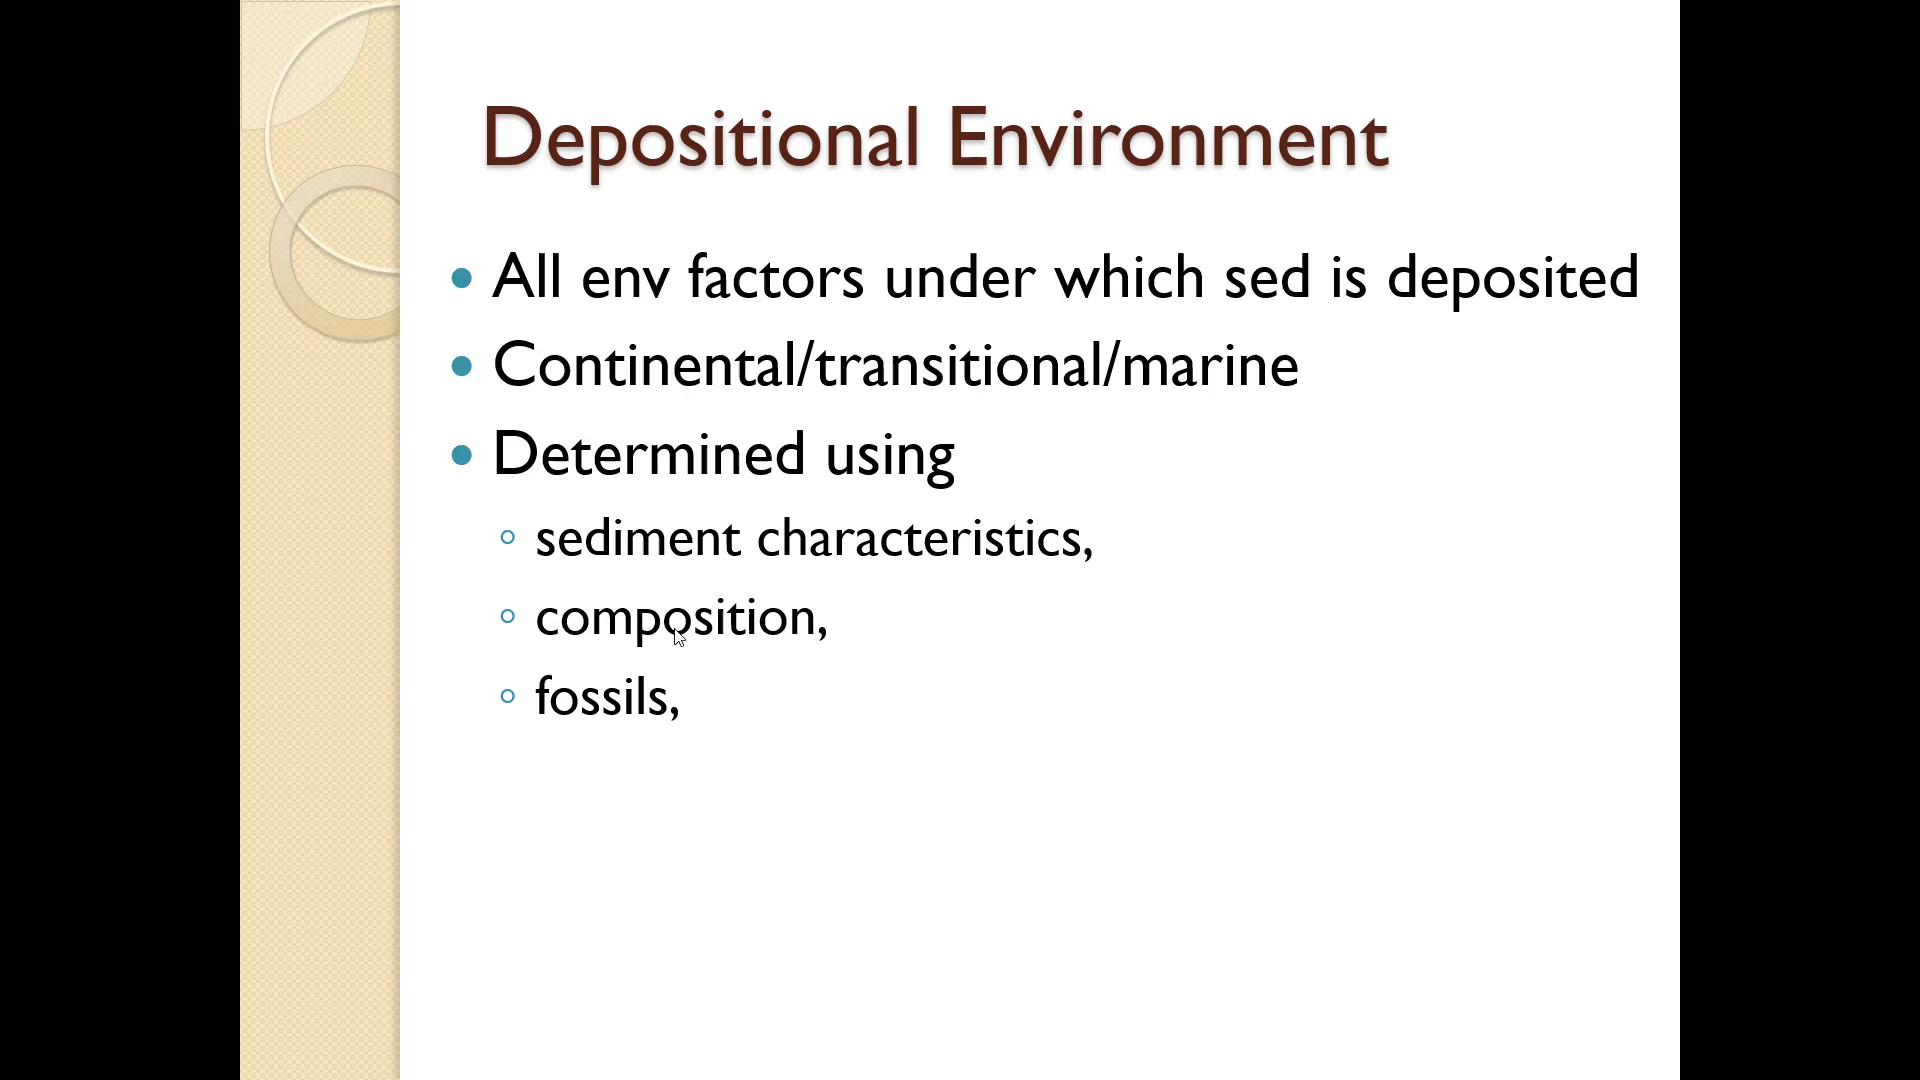 Depositional Environment
All env factors under which sed is deposited
Continental/transitional/marine
Determined using
sediment characteristics,
composition,
fossils,